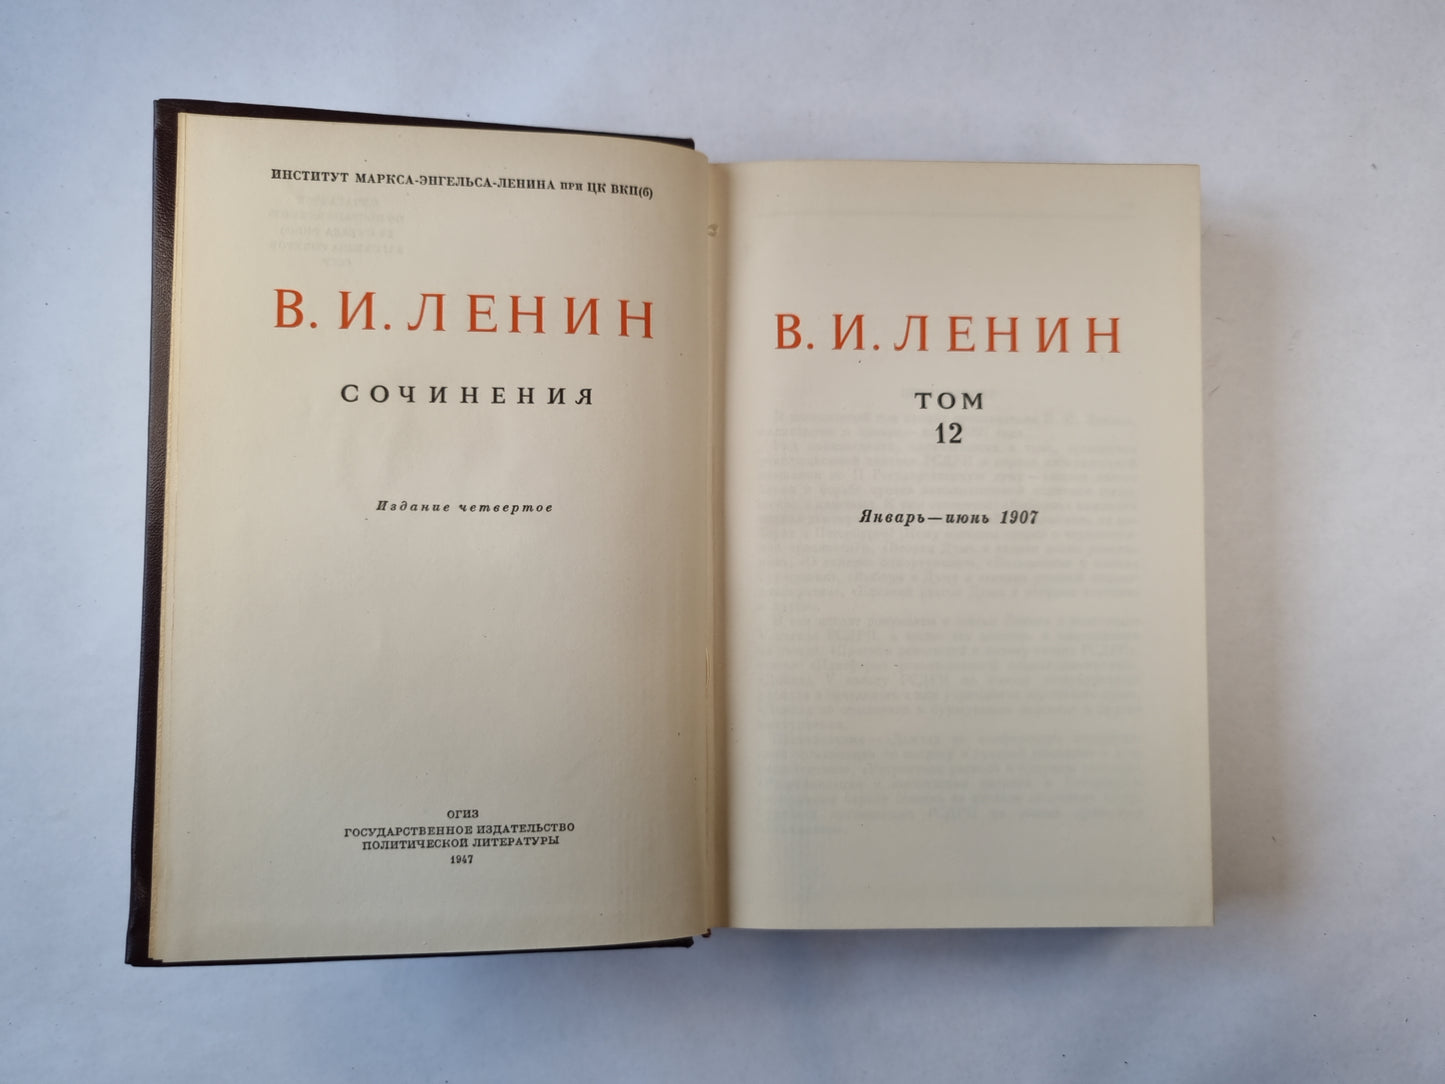 ИНСТИТУТ МАРКСА-ЭНГЕЛЬСА-ЛЕНИНА при ЦК ВКП(б)
В. И. ЛЕНИН
СОЧИНЕНИЯ
Издание четвертое
ОГИЗ
ГОСУДАРСТВЕННОЕ ИЗДАТЕЛЬСТВО
ПОЛИТИЧЕСКОЙ ЛИТЕРАТУРЫ
1947
В. И. ЛЕНИН
ТОМ
12
Январь—июнь 1907